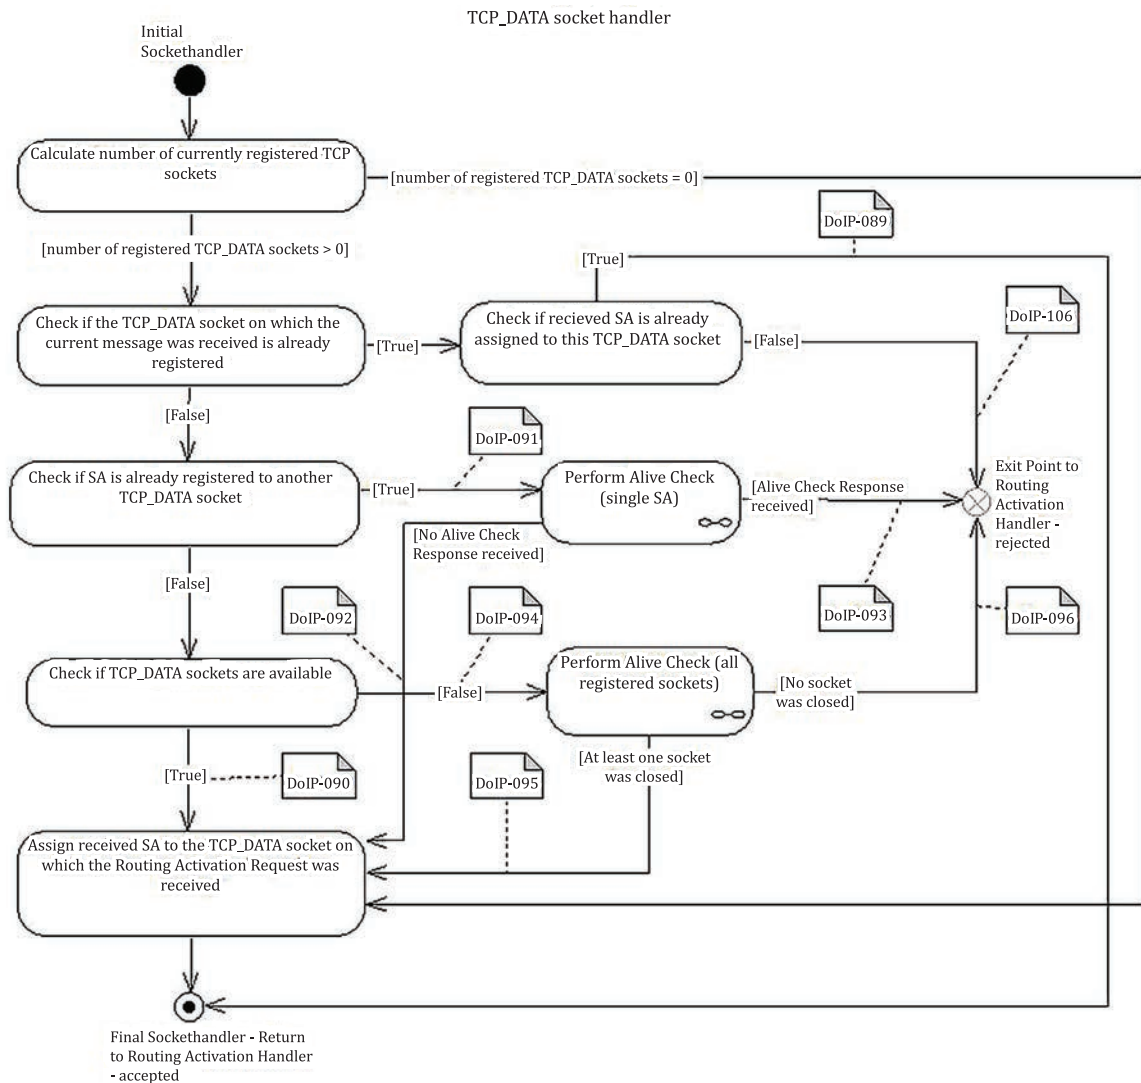 TCP_DATA socket handler
Initial
Sockethandler
Calculate number of currently registered TCP
sockets
[number of registered TCP_DATA sockets = 0]
DoIP-089
[number of registered TCP_DATA sockets > 0]
[True]
Check if the TCP_DATA socket on which the
current message was received is already
registered
[True]
Check if recieved SA is already
assigned to this TCP_DATA socket
[False]
DoIP-106
[False]
DoIP-091
Check if SA is already registered to another
TCP_DATA socket
[True]
Perform Alive Check
(single SA)
[Alive Check Response
received]
Exit Point to
Routing
Activation
Handler -
rejected
[No Alive Check
Response received]
[False]
DoIP-092
DoIP-094
DoIP-093
DoIP-096
Check if TCP_DATA sockets are available
[False]
Perform Alive Check (all
registered sockets)
[No socket
was closed]
[At least one socket
was closed]
[True]
DoIP-090
DoIP-095
Assign received SA to the TCP_DATA socket on
which the Routing Activation Request was
received
Final Sockethandler - Return
to Routing Activation Handler
- accepted